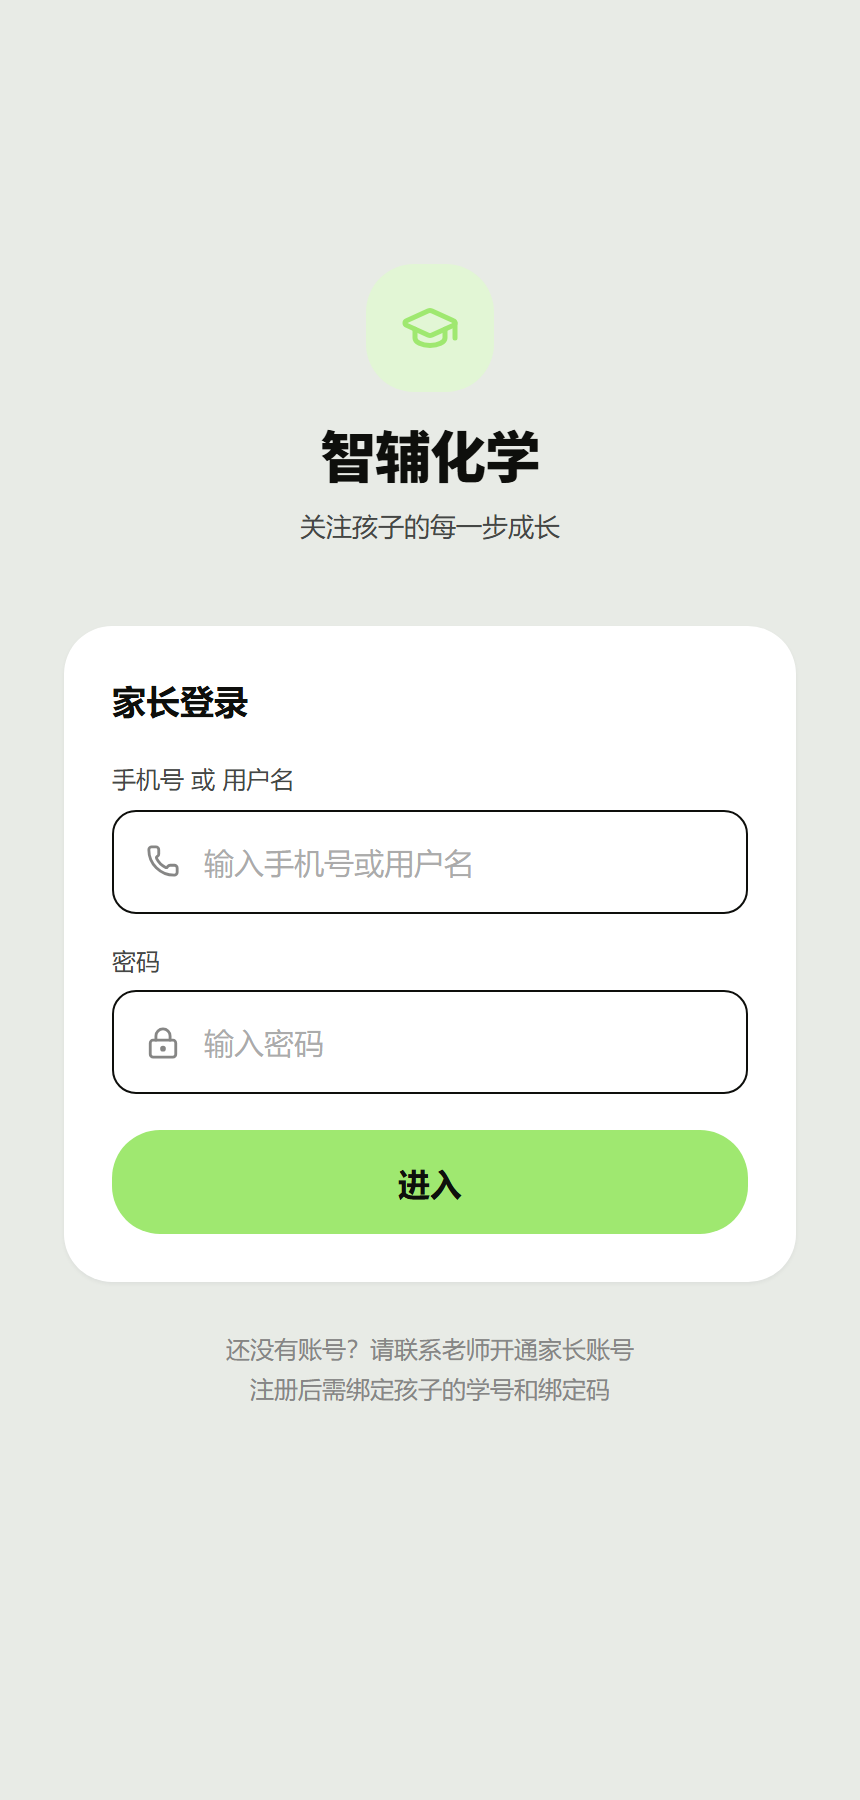 智辅化学
关注孩子的每一步成长
家长登录
手机号 或 用户名
输入手机号或用户名
密码
输入密码
进入
还没有账号？请联系老师开通家长账号
注册后需绑定孩子的学号和绑定码